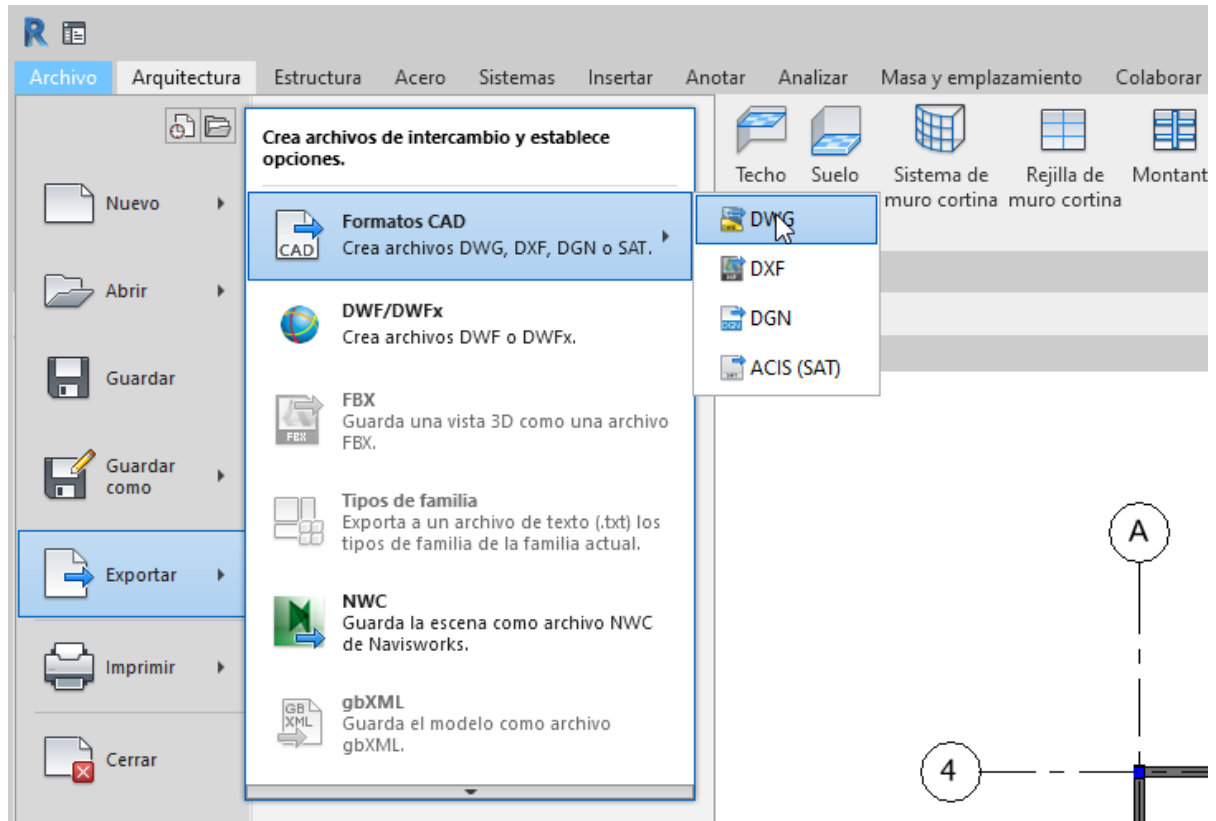 Archivo Arquitectura Estructura Acero Sistemas Insertar Anotar Analizar Masa y emplazamiento Colaborar
Nuevo
Abrir
Guardar
Guardar
como
Exportar
Imprimir
Cerrar
Crea archivos de intercambio y establece
opciones.
CAD
Formatos CAD
Crea archivos DWG, DXF, DGN o SAT.
DWF/DWFx
Crea archivos DWF o DWFx.
FBX
FBX
Guarda una vista 3D como una archivo
FBX.
Tipos de familia
Exporta a un archivo de texto (.txt) los
tipos de familia de la familia actual.
NWC
Guarda la escena como archivo NWC
de Navisworks.
GB
XML
gbXML
Guarda el modelo como archivo
gbXML.
DWG
DXF
DGN
DGN
ACIS (SAT)
Techo Suelo Sistema de Rejilla de Montant
muro cortina muro cortina
A
4